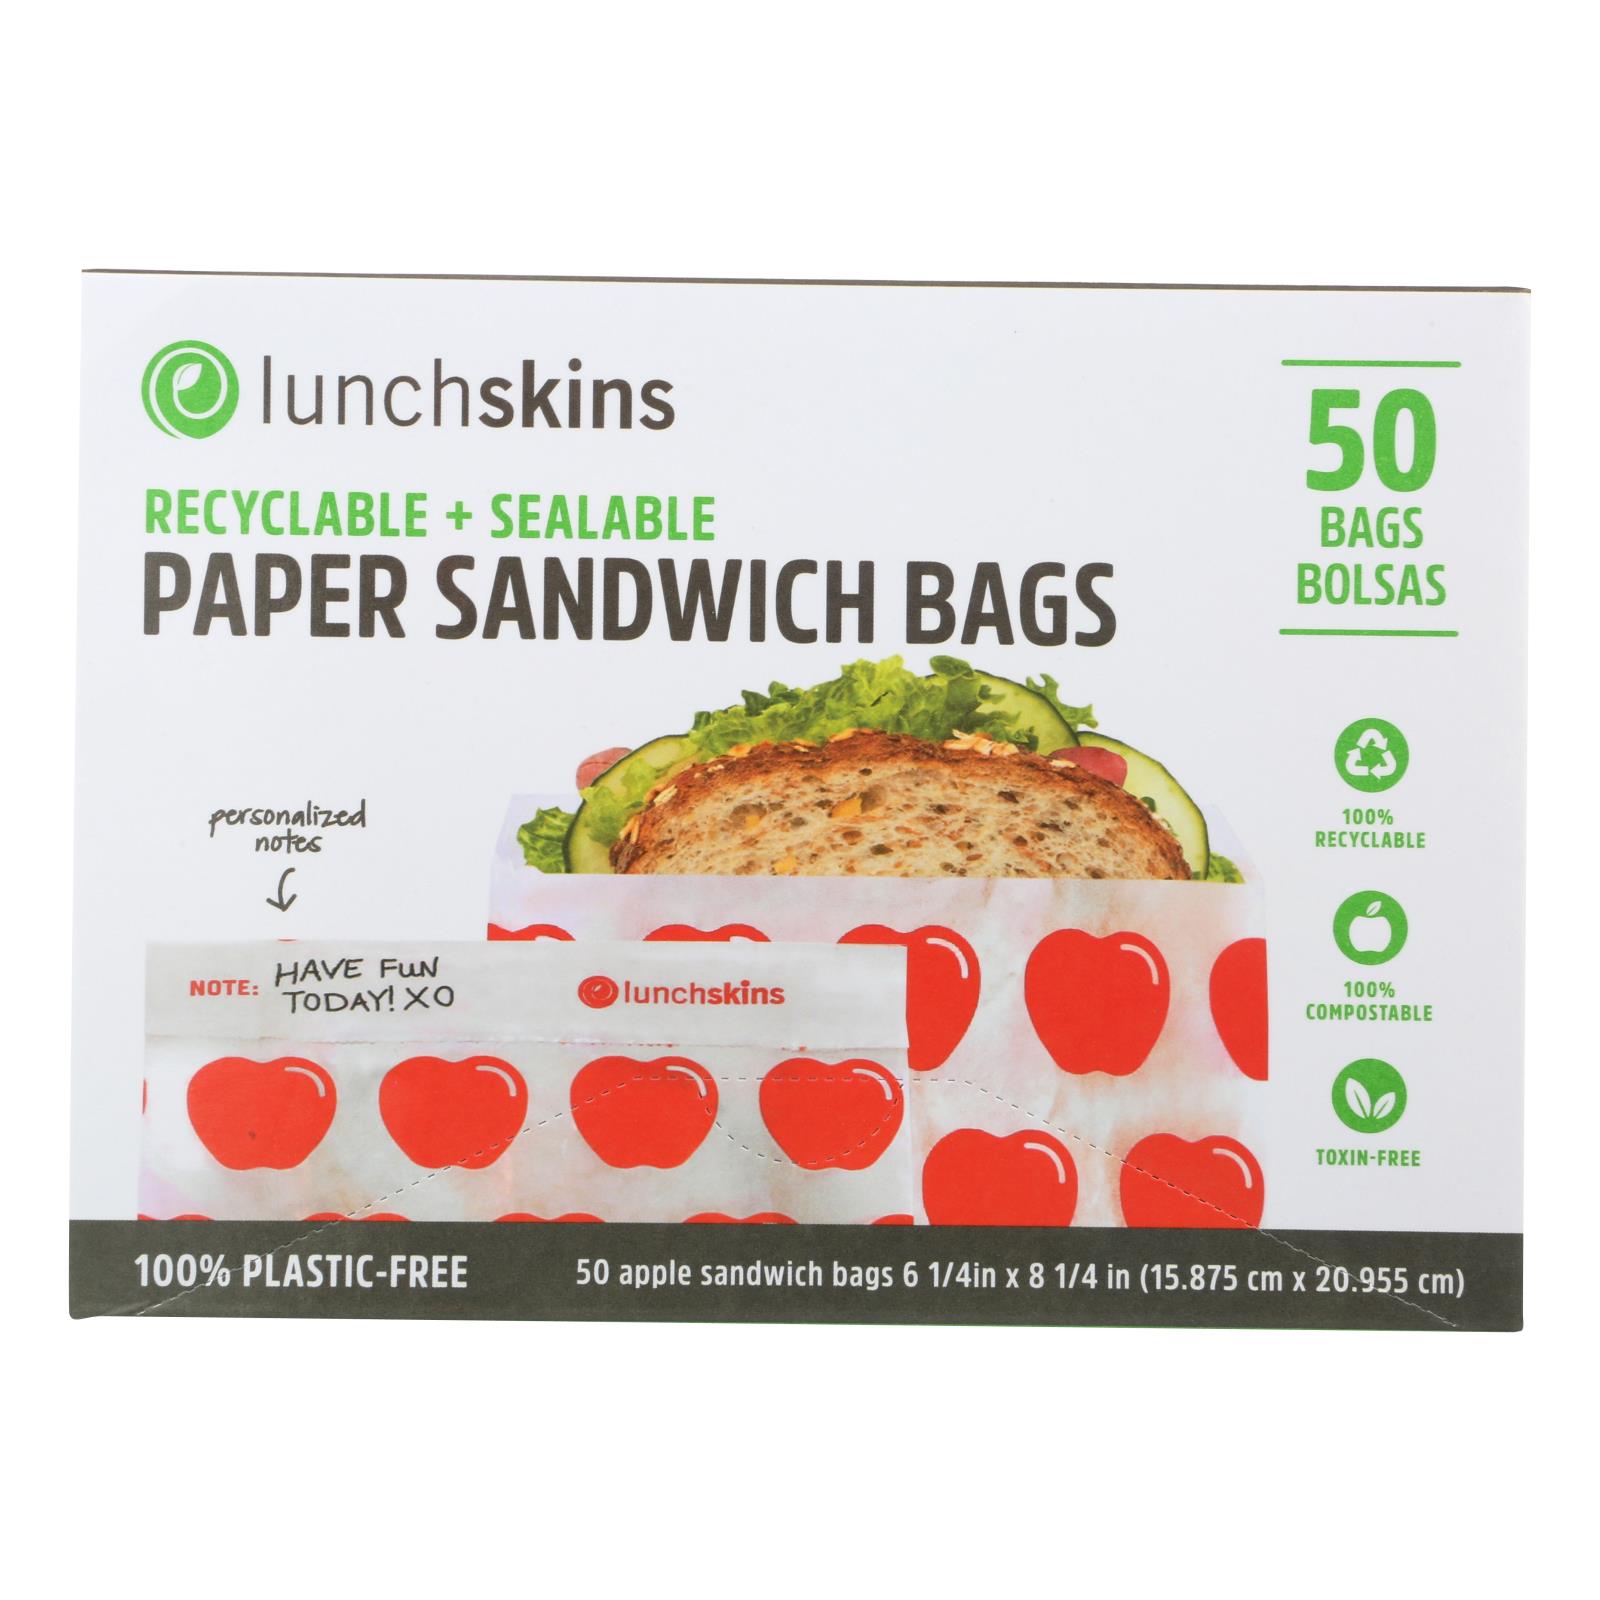 lunchskins
RECYCLABLE + SEALABLE
PAPER SANDWICH BAGS
50
BAGS
BOLSAS
personalized
notes
NOTE: HAVE FUN
TODAY! XO
lunchskins
100%
RECYCLABLE
100%
COMPOSTABLE
TOXIN-FREE
100% PLASTIC-FREE
50 apple sandwich bags 6 1/4in x 8 1/4 in (15.875 cm x 20.955 cm)